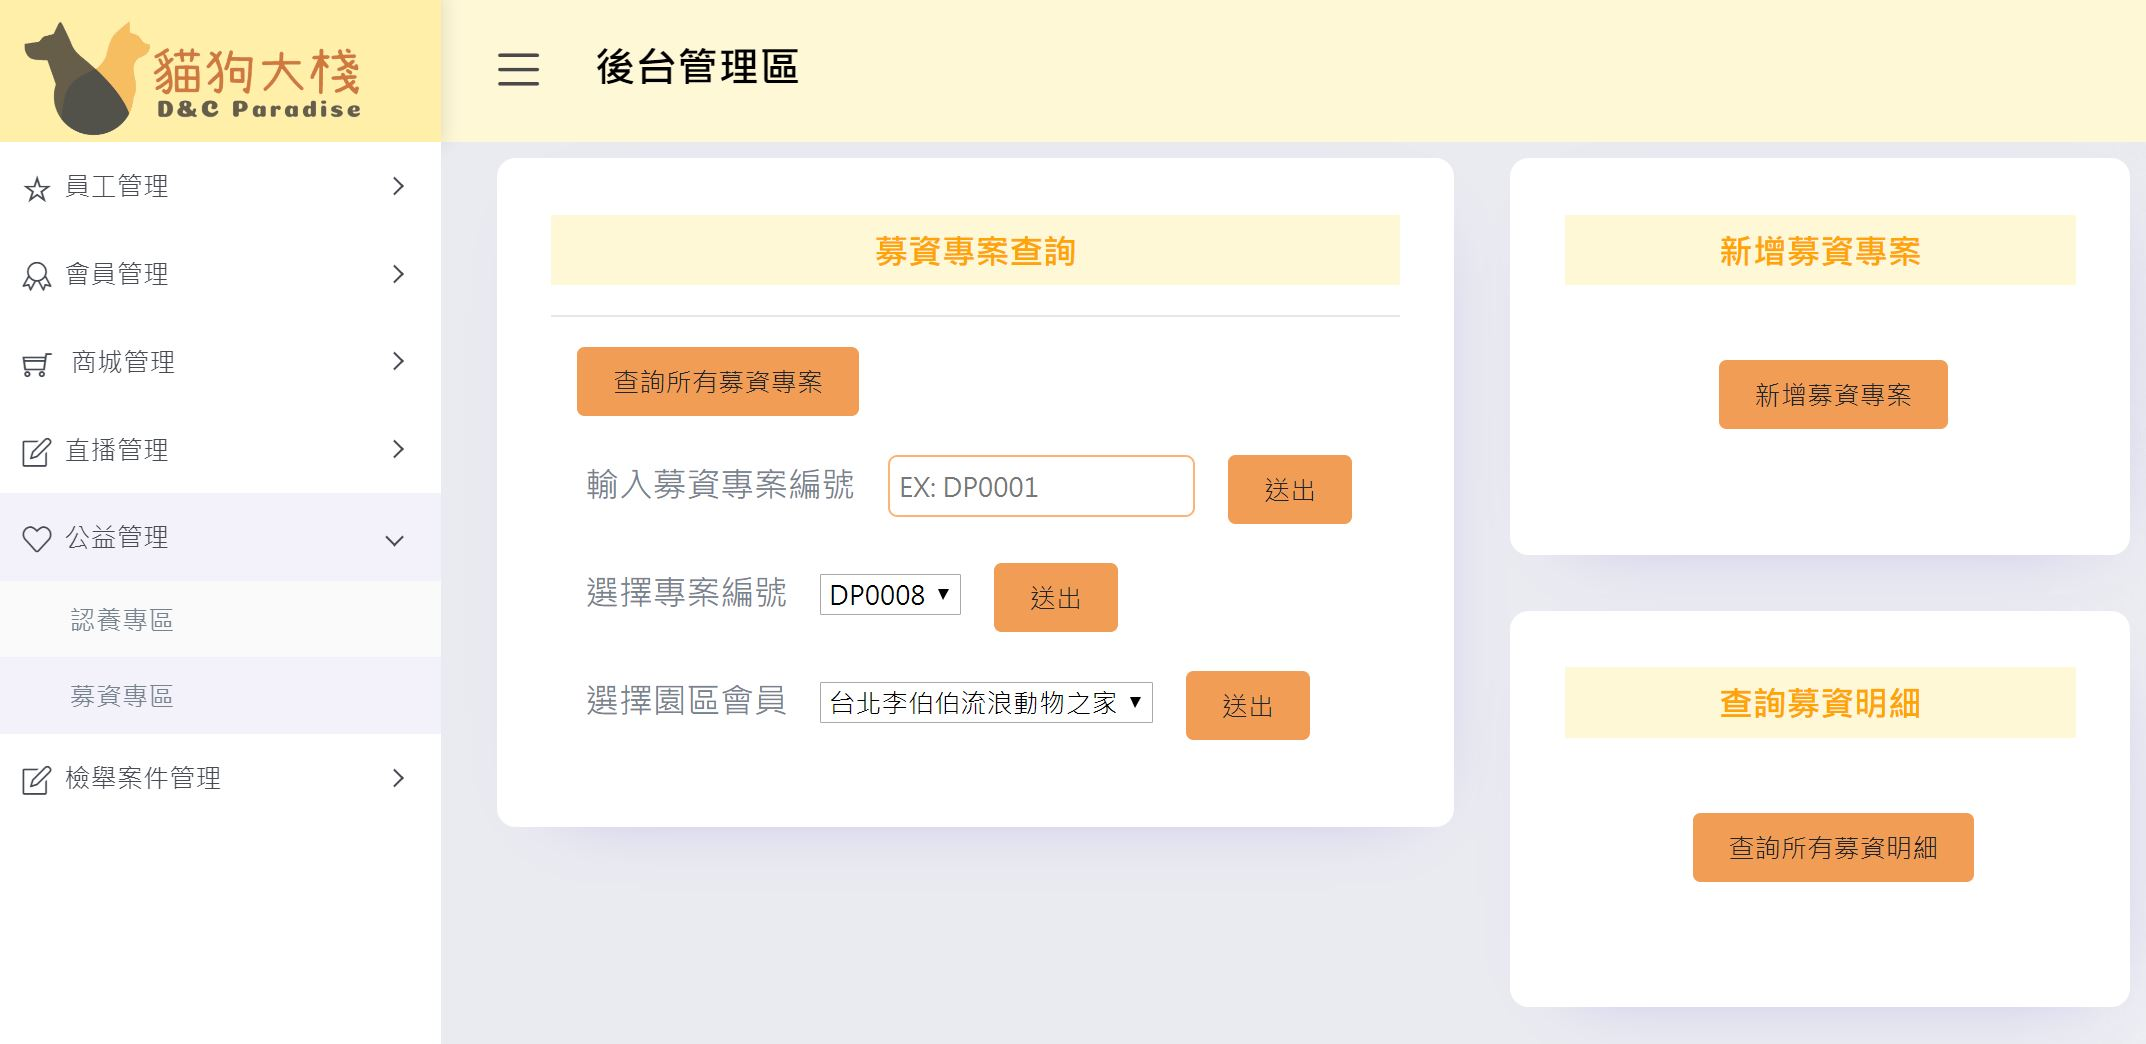 貓狗大棧
D&C Paradise
後台管理區
員工管理
會員管理
商城管理
直播管理
公益管理
認養專區
募資專區
檢舉案件管理
募資專案查詢
查詢所有募資專案
輸入募資專案編號 EX: DP0001 送出
選擇專案編號 DP0008 送出
選擇園區會員 台北李伯伯流浪動物之家 送出
新增募資專案
新增募資專案
查詢募資明細
查詢所有募資明細